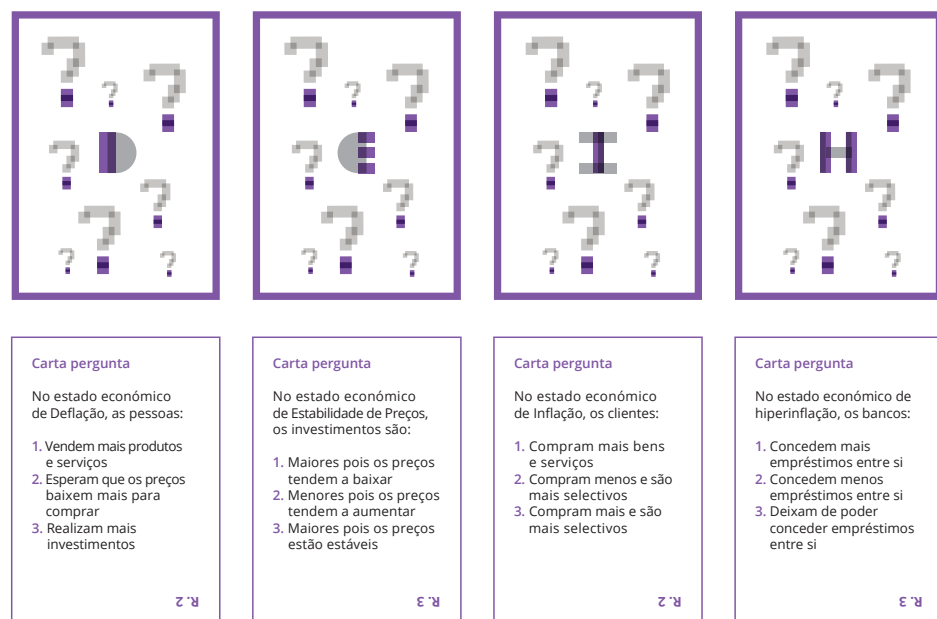 ? ? ? ? D ? ? ? ?
? ? ? ? E ? ? ? ?
? ? ? ? I ? ? ? ?
? ? ? ? H ? ? ? ?
Carta pergunta
No estado económico
de Deflação, as pessoas:
1. Vendem mais produtos
e serviços
2. Esperam que os preços
baixem mais para
comprar
3. Realizam mais
investimentos
R. 2
Carta pergunta
No estado económico
de Estabilidade de Preços,
os investimentos são:
1. Maiores pois os preços
tendem a baixar
2. Menores pois os preços
tendem a aumentar
3. Maiores pois os preços
estão estáveis
R. 3
Carta pergunta
No estado económico
de Inflação, os clientes:
1. Compram mais bens
e serviços
2. Compram menos e são
mais selectivos
3. Compram mais e são
mais selectivos
R. 2
Carta pergunta
No estado económico de
hiperinflação, os bancos:
1. Concedem mais
empréstimos entre si
2. Concedem menos
empréstimos entre si
3. Deixam de poder
conceder empréstimos
entre si
R. 3